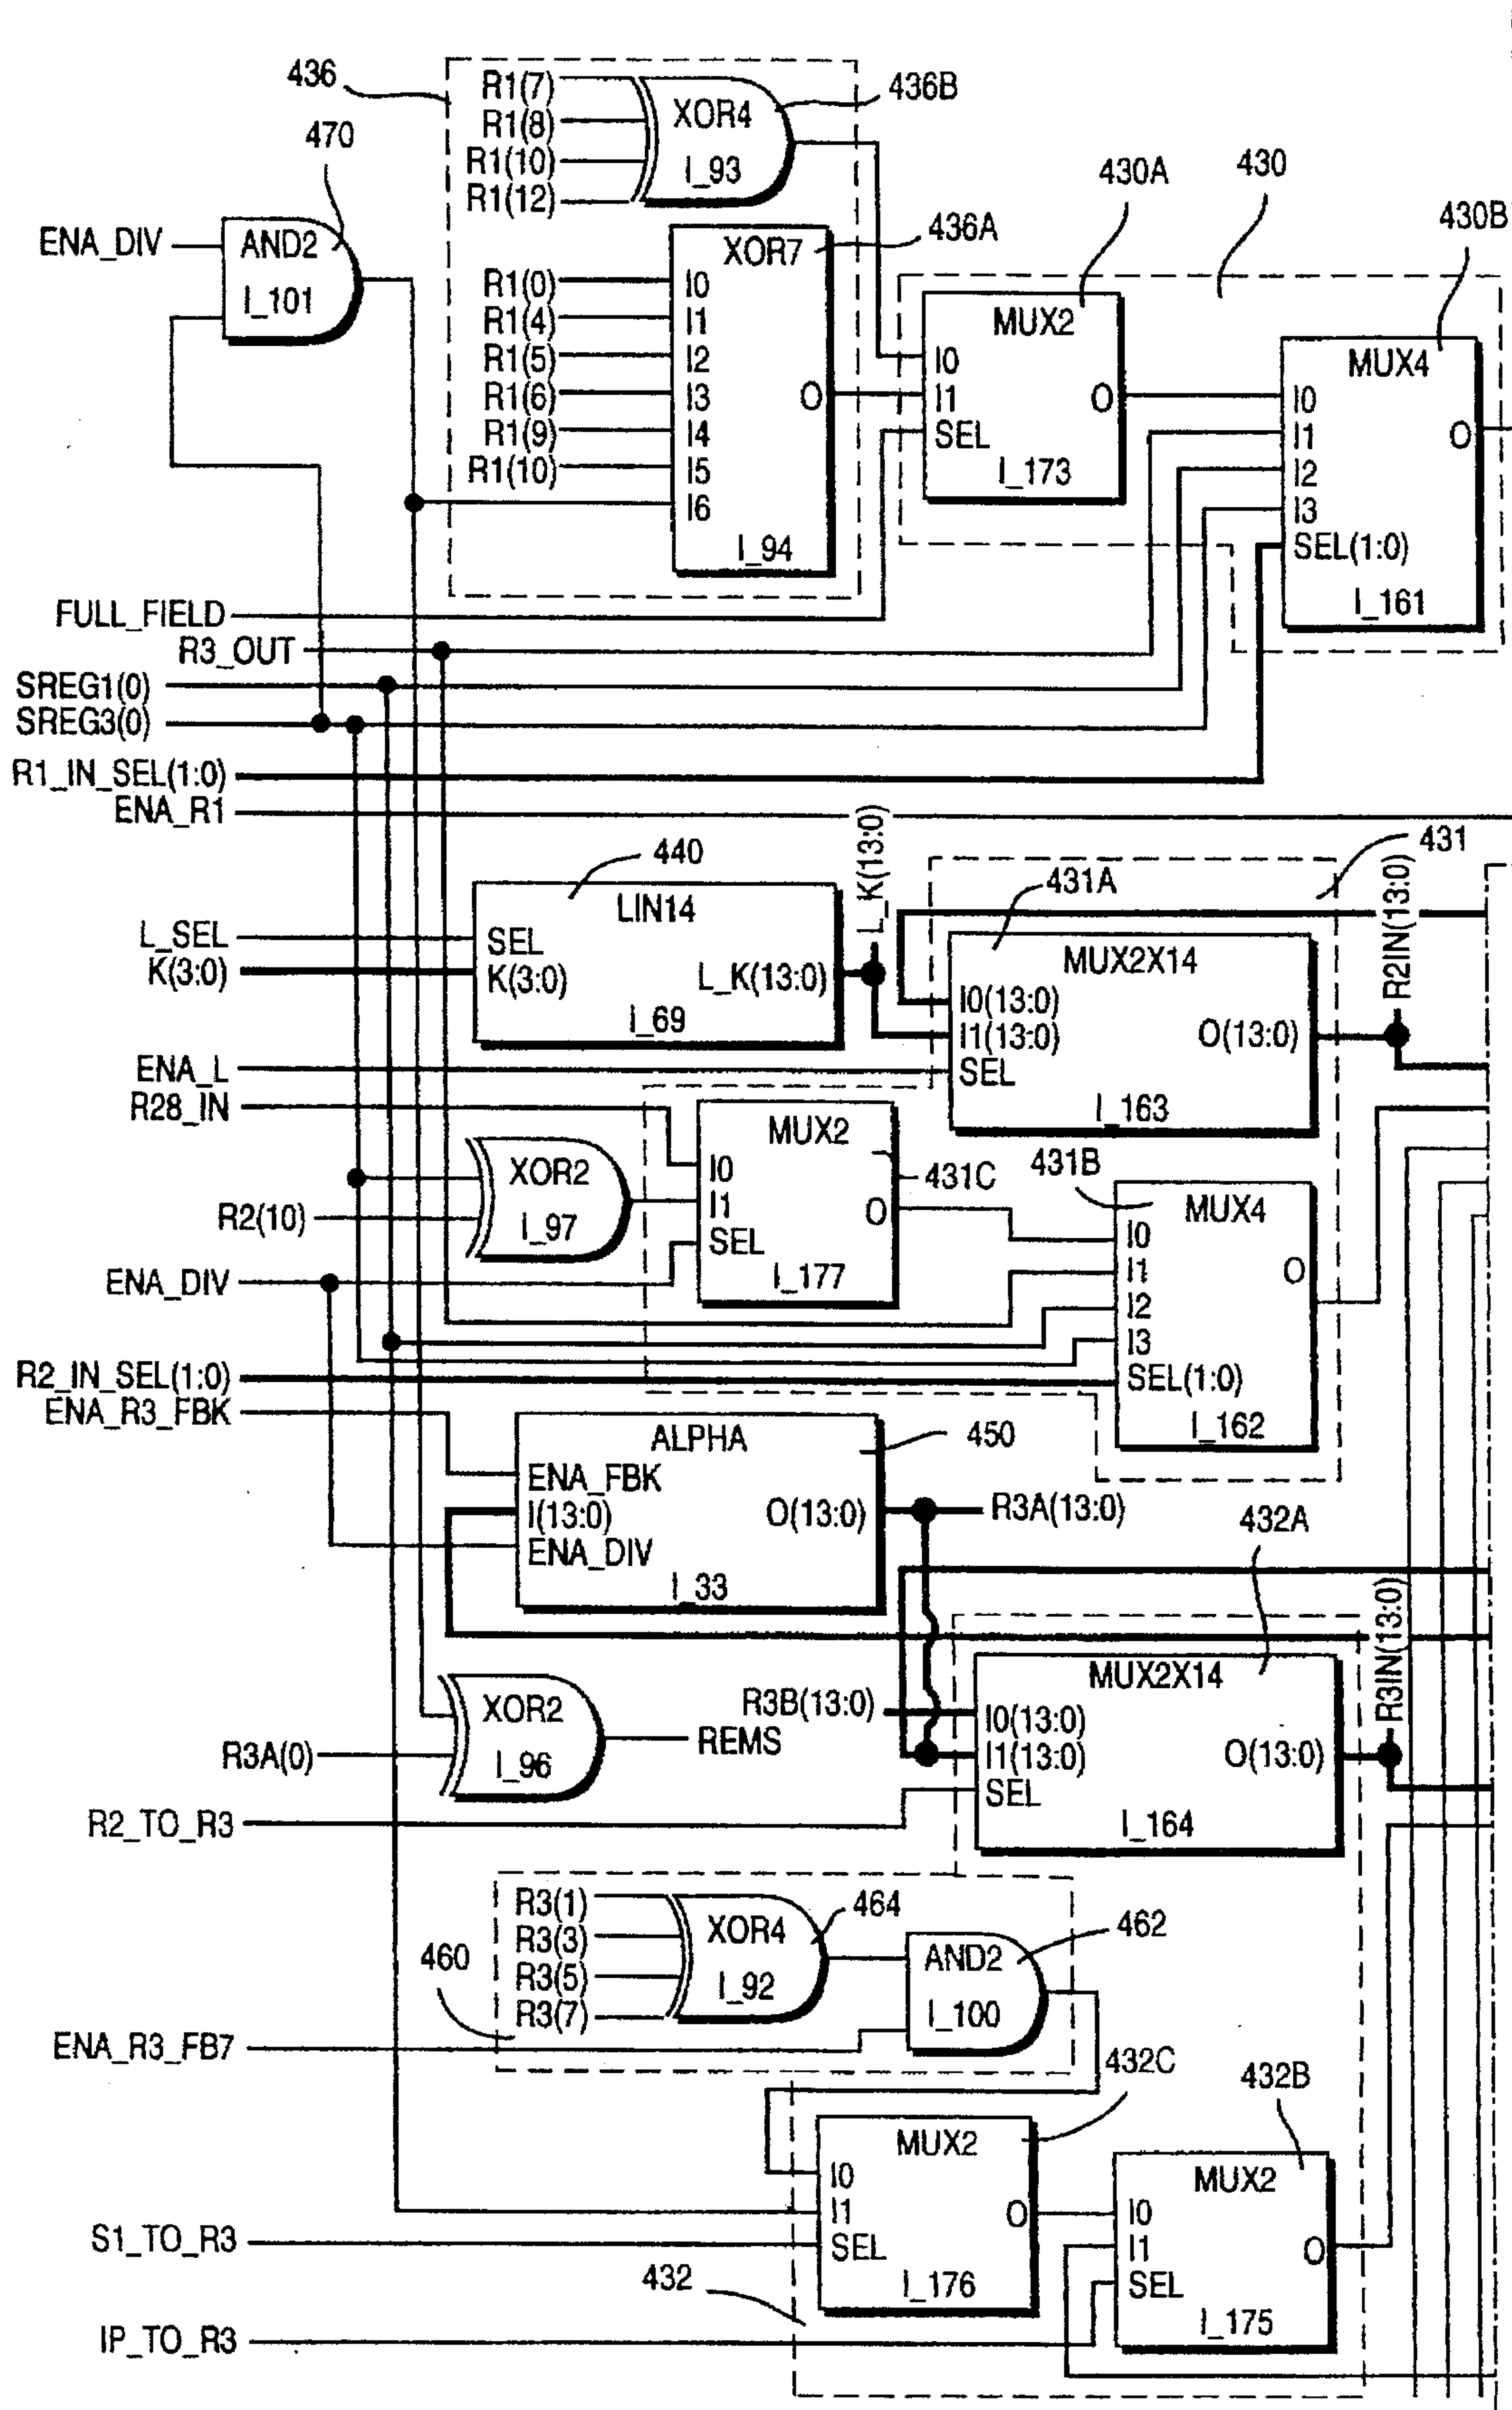 436
R1(7)
R1(8)
R1(10)
R1(12)
XOR4
I_93
436B
470
ENA_DIV
AND2
I_101
430A
430
430B
436A
XOR7
R1(0)
R1(4)
R1(5)
R1(6)
R1(9)
R1(10)
I0
I1
I2
I3
I4
I5
I6
O
I_94
MUX2
I0
I1
SEL
O
I_173
MUX4
I0
I1
I2
I3
SEL(1:0)
O
I_161
FULL_FIELD
R3_OUT
SREG1(0)
SREG3(0)
R1_IN_SEL(1:0)
ENA_R1
440
L_K(13:0)
431
431A
R2IN(13:0)
LIN14
L_SEL
K(3:0)
SEL
K(3:0)
L_K(13:0)
I_69
MUX2X14
I0(13:0)
I1(13:0)
SEL
O(13:0)
I_163
ENA_L
R28_IN
XOR2
I_97
R2(10)
MUX2
I0
I1
SEL
O
I_177
431C
431B
MUX4
I0
I1
I2
I3
SEL(1:0)
O
I_162
ENA_DIV
R2_IN_SEL(1:0)
ENA_R3_FBK
ALPHA
ENA_FBK
I(13:0)
ENA_DIV
O(13:0)
I_33
450
R3A(13:0)
432A
R3IN(13:0)
XOR2
I_96
R3A(0)
REMS
R3B(13:0)
MUX2X14
I0(13:0)
I1(13:0)
SEL
O(13:0)
I_164
R2_TO_R3
R3(1)
R3(3)
R3(5)
R3(7)
XOR4
I_92
464
460
AND2
I_100
462
ENA_R3_FB7
432C
432B
MUX2
I0
I1
SEL
O
I_176
MUX2
I0
I1
SEL
O
I_175
S1_TO_R3
432
IP_TO_R3